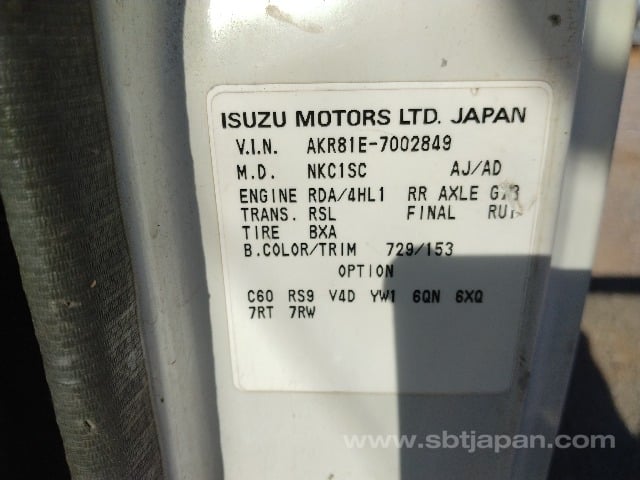 ISUZU MOTORS LTD. JAPAN
V.I.N. AKR81E-7002849
M.D. NKC1SC AJ/AD
ENGINE RDA/4HL1 RR AXLE
TRANS. RSL FINAL
TIRE BXA
B.COLOR/TRIM 729/153
OPTION
C60 RS9 V4D YW1 6QN 6XQ
7RT 7RW
www.sbtjapan.com